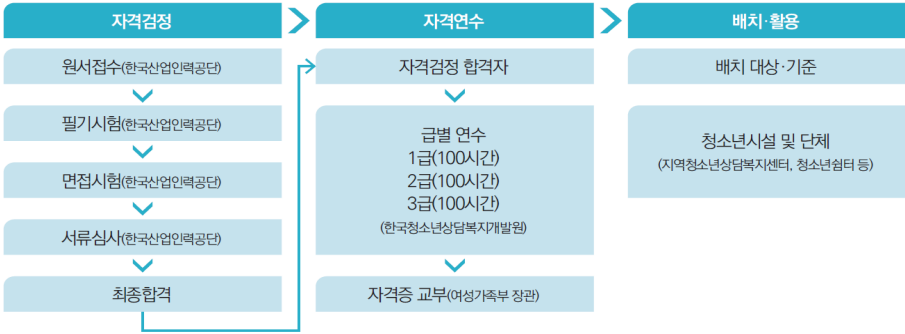 자격검정
원서접수(한국산업인력공단)
필기시험(한국산업인력공단)
면접시험(한국산업인력공단)
서류심사(한국산업인력공단)
최종합격
자격연수
자격검정 합격자
급별 연수
1급(100시간)
2급(100시간)
3급(100시간)
(한국청소년상담복지개발원)
자격증 교부(여성가족부 장관)
배치·활용
배치 대상·기준
청소년시설 및 단체
(지역청소년상담복지센터, 청소년쉼터 등)